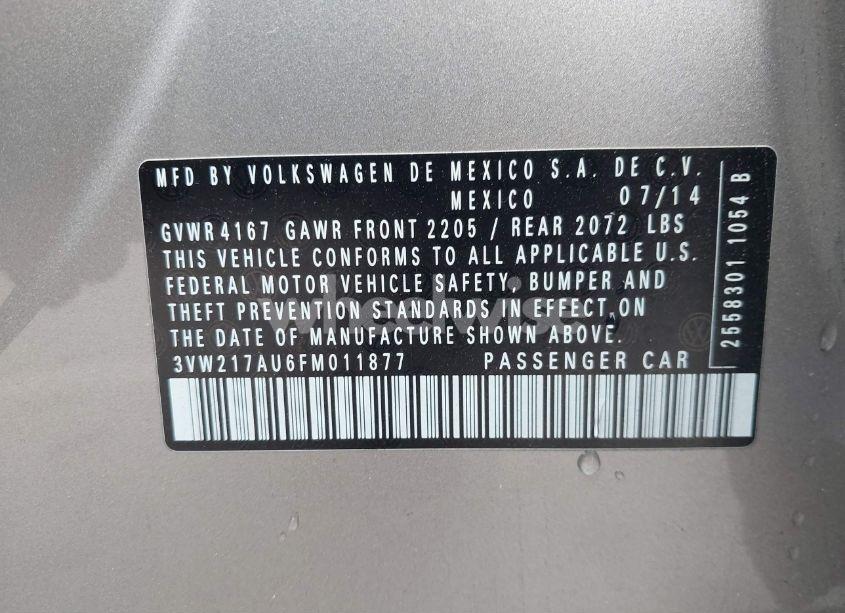 MFD BY VOLKSWAGEN DE MEXICO S.A. DE C.V.
MEXICO 07/14
GVWR 4167 GAWR FRONT 2205 / REAR 2072 LBS
THIS VEHICLE CONFORMS TO ALL APPLICABLE U.S.
FEDERAL MOTOR VEHICLE SAFETY, BUMPER AND
THEFT PREVENTION STANDARDS IN EFFECT ON
THE DATE OF MANUFACTURE SHOWN ABOVE.
3VW217AU6FM011877 PASSENGER CAR
2558301 1054 B
wheelwise